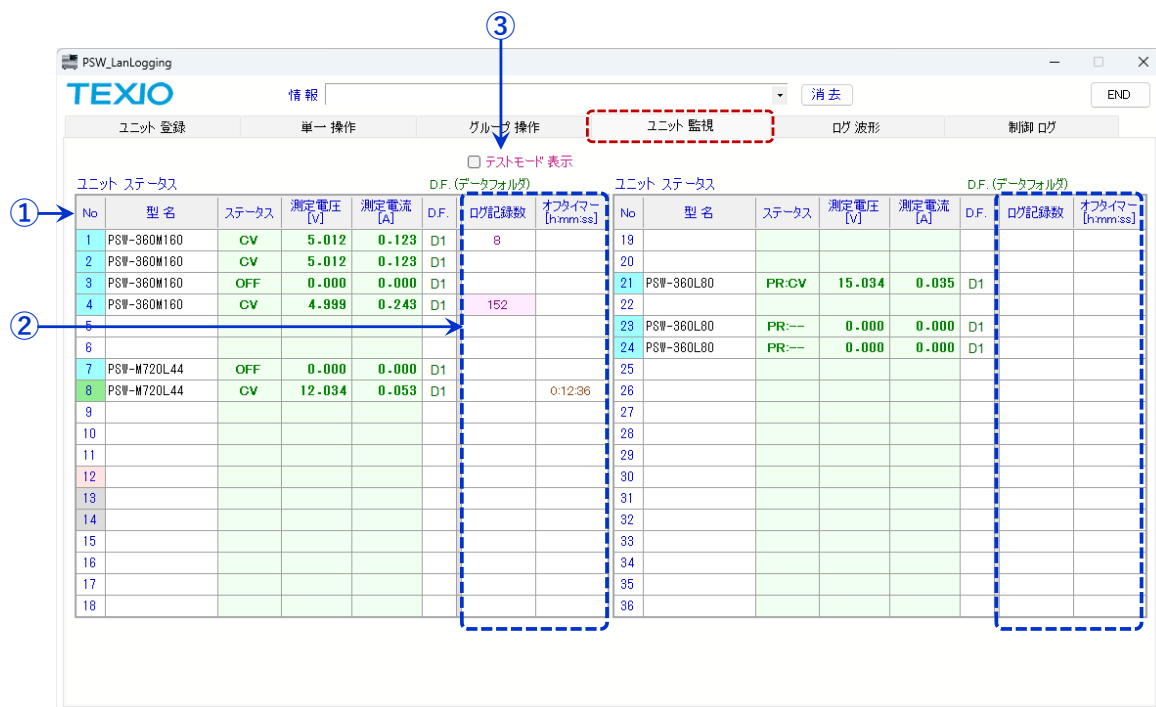 ③
PSW_LanLogging
TEXIO 情報 消去 END
ユニット 登録 単一 操作 グループ 操作 ユニット 監視 ログ 波形 制御 ログ
テストモード 表示
ユニット ステータス D.F. (データフォルダ) ユニット ステータス D.F. (データフォルダ)
①
No 型 名 ステータス 測定電圧 [V] 測定電流 [A] D.F. ログ記録数 オフタイマー [h:mm:ss] No 型 名 ステータス 測定電圧 [V] 測定電流 [A] D.F. ログ記録数 オフタイマー [h:mm:ss]
1 PSW-360M160 CV 5.012 0.123 D1 8 19
2 PSW-360M160 CV 5.012 0.123 D1 20
3 PSW-360M160 OFF 0.000 0.000 D1 21 PSW-360L80 PR:CV 15.034 0.035 D1
4 PSW-360M160 CV 4.999 0.243 D1 152 22
②
5 23 PSW-360L80 PR:-- 0.000 0.000 D1
6 24 PSW-360L80 PR:-- 0.000 0.000 D1
7 PSW-M720L44 OFF 0.000 0.000 D1 25
8 PSW-M720L44 CV 12.034 0.053 D1 0:12:36 26
9 27
10 28
11 29
12 30
13 31
14 32
15 33
16 34
17 35
18 36